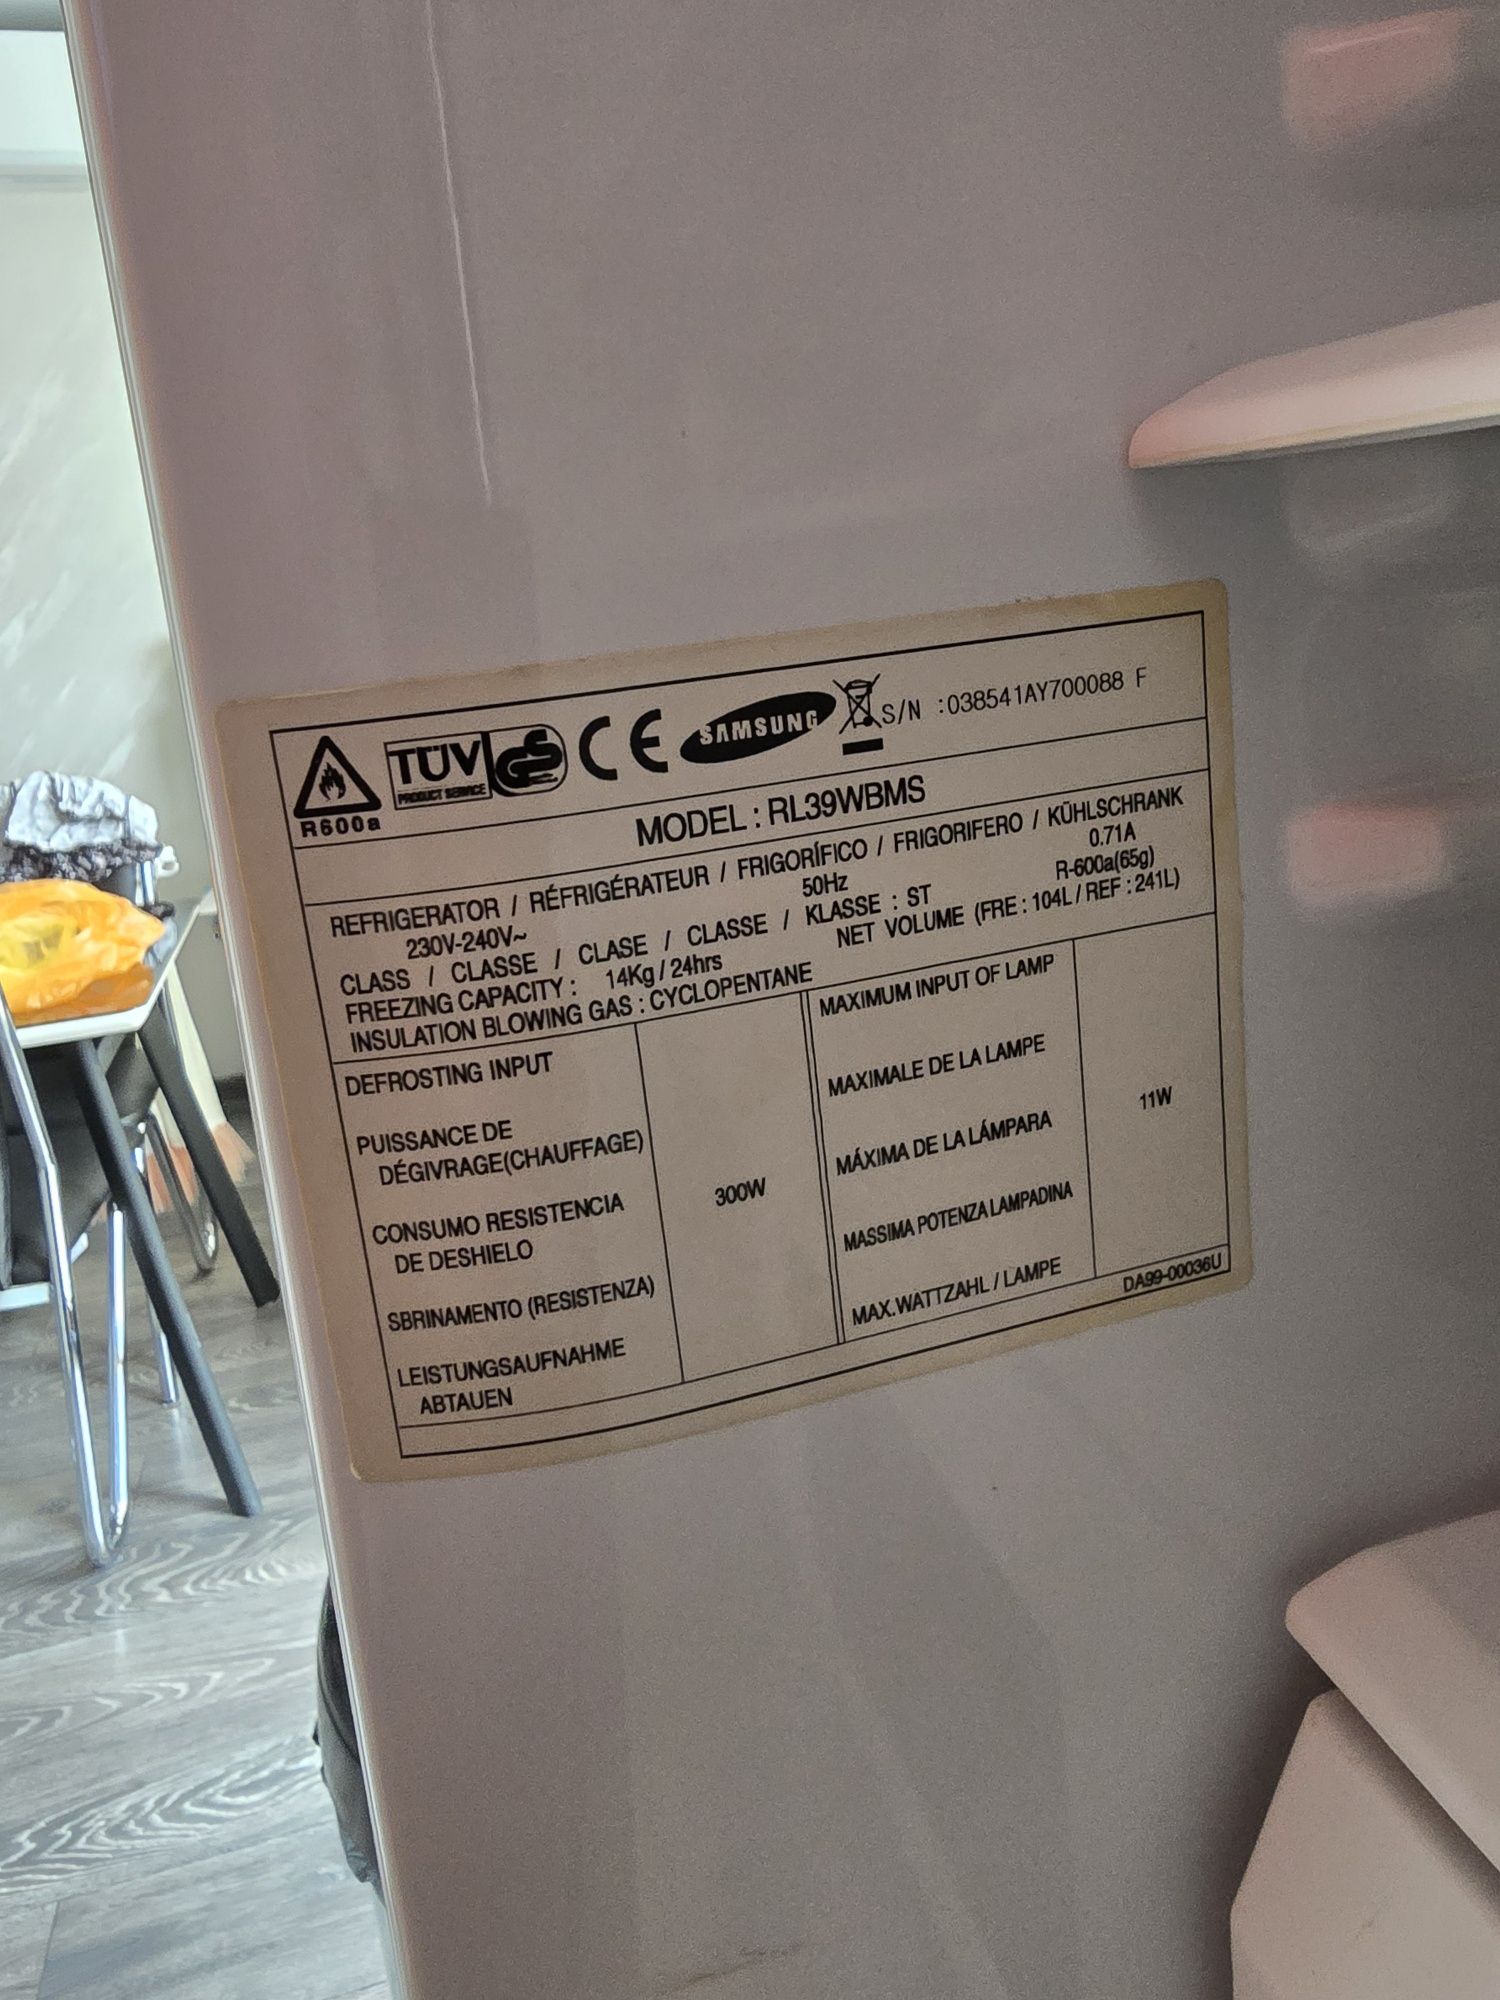 R600a
TÜV
PRODUCT SERVICE
GS
CE
SAMSUNG
S/N :038541AY700088 F
MODEL : RL39WBMS
REFRIGERATOR / RÉFRIGÉRATEUR / FRIGORÍFICO / FRIGORIFERO / KÜHLSCHRANK
230V-240V~ 50Hz 0.71A
CLASS / CLASSE / CLASE / CLASSE / KLASSE : ST R-600a(65g)
FREEZING CAPACITY : 14Kg / 24hrs NET VOLUME (FRE : 104L / REF : 241L)
INSULATION BLOWING GAS : CYCLOPENTANE
DEFROSTING INPUT
PUISSANCE DE
DÉGIVRAGE(CHAUFFAGE)
CONSUMO RESISTENCIA
DE DESHIELO
SBRINAMENTO (RESISTENZA)
LEISTUNGSAUFNAHME
ABTAUEN
300W
MAXIMUM INPUT OF LAMP
MAXIMALE DE LA LAMPE
MÁXIMA DE LA LÁMPARA
MASSIMA POTENZA LAMPADINA
MAX.WATTZAHL / LAMPE
11W
DA99-00036U